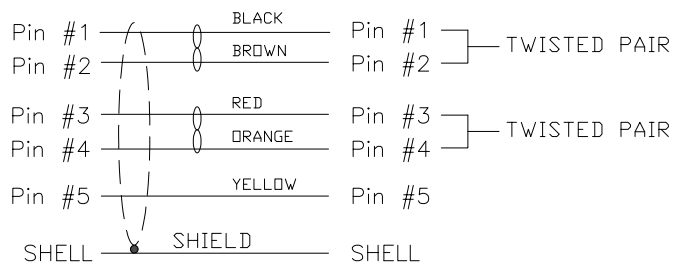 BLACK
Pin #1 Pin #1
BROWN TWISTED PAIR
Pin #2 Pin #2
RED
Pin #3 Pin #3
ORANGE TWISTED PAIR
Pin #4 Pin #4
YELLOW
Pin #5 Pin #5
SHIELD
SHELL SHELL